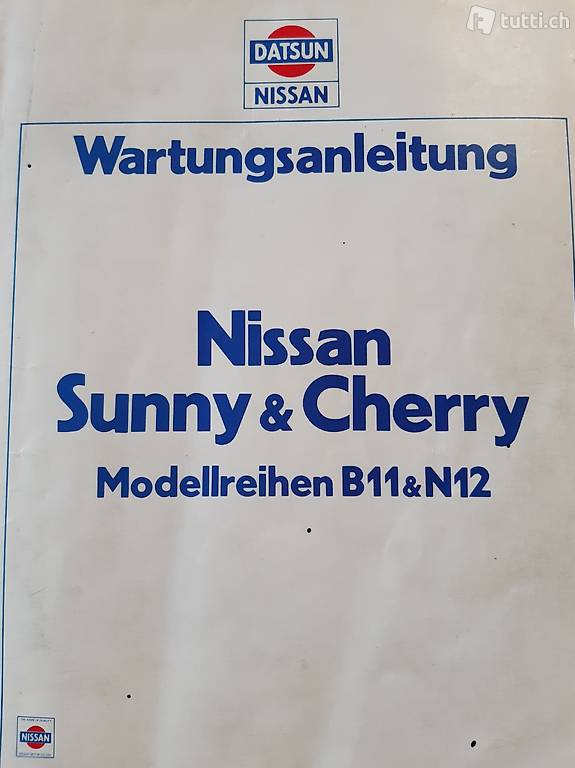 tutti.ch
DATSUN
NISSAN
Wartungsanleitung
Nissan
Sunny & Cherry
Modellreihen B11 & N12
NISSAN